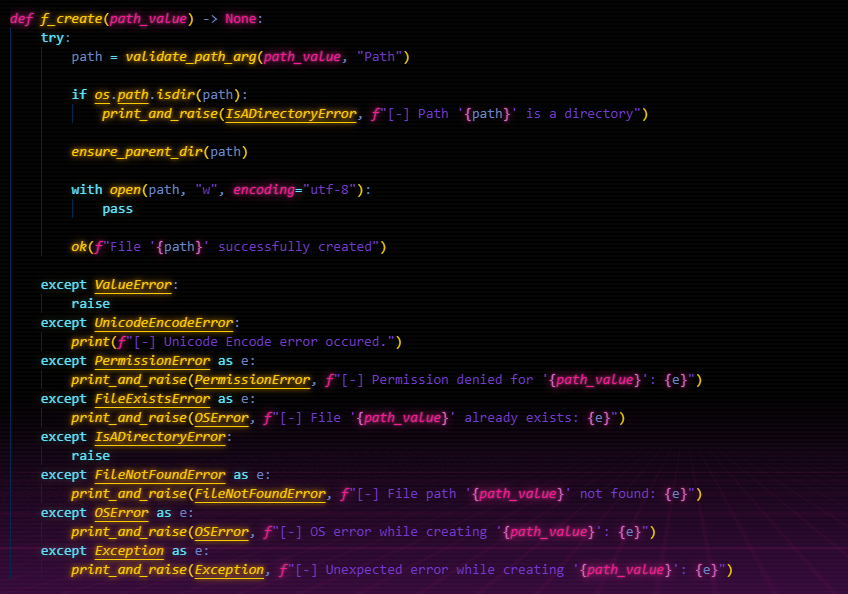 def f_create(path_value) -> None:
    try:
        path = validate_path_arg(path_value, "Path")
        if os.path.isdir(path):
            print_and_raise(IsADirectoryError, f"[-] Path '{path}' is a directory")
        ensure_parent_dir(path)
        with open(path, "w", encoding="utf-8"):
            pass
        ok(f"File '{path}' successfully created")
    except ValueError:
        raise
    except UnicodeEncodeError:
        print(f"[-] Unicode Encode error occured.")
    except PermissionError as e:
        print_and_raise(PermissionError, f"[-] Permission denied for '{path_value}': {e}")
    except FileExistsError as e:
        print_and_raise(OSError, f"[-] File '{path_value}' already exists: {e}")
    except IsADirectoryError:
        raise
    except FileNotFoundError as e:
        print_and_raise(FileNotFoundError, f"[-] File path '{path_value}' not found: {e}")
    except OSError as e:
        print_and_raise(OSError, f"[-] OS error while creating '{path_value}': {e}")
    except Exception as e:
        print_and_raise(Exception, f"[-] Unexpected error while creating '{path_value}': {e}")